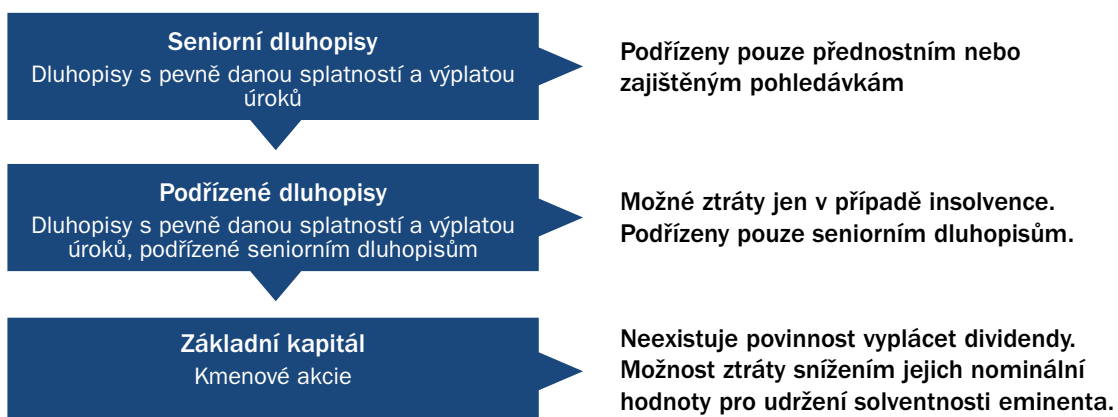 Seniorní dluhopisy
Dluhopisy s pevně danou splatností a výplatou
úroků
Podřízeny pouze přednostním nebo
zajištěným pohledávkám
Podřízené dluhopisy
Dluhopisy s pevně danou splatností a výplatou
úroků, podřízené seniorním dluhopisům
Možné ztráty jen v případě insolvence.
Podřízeny pouze seniorním dluhopisům.
Základní kapitál
Kmenové akcie
Neexistuje povinnost vyplácet dividendy.
Možnost ztráty snížením jejich nominální
hodnoty pro udržení solventnosti eminenta.